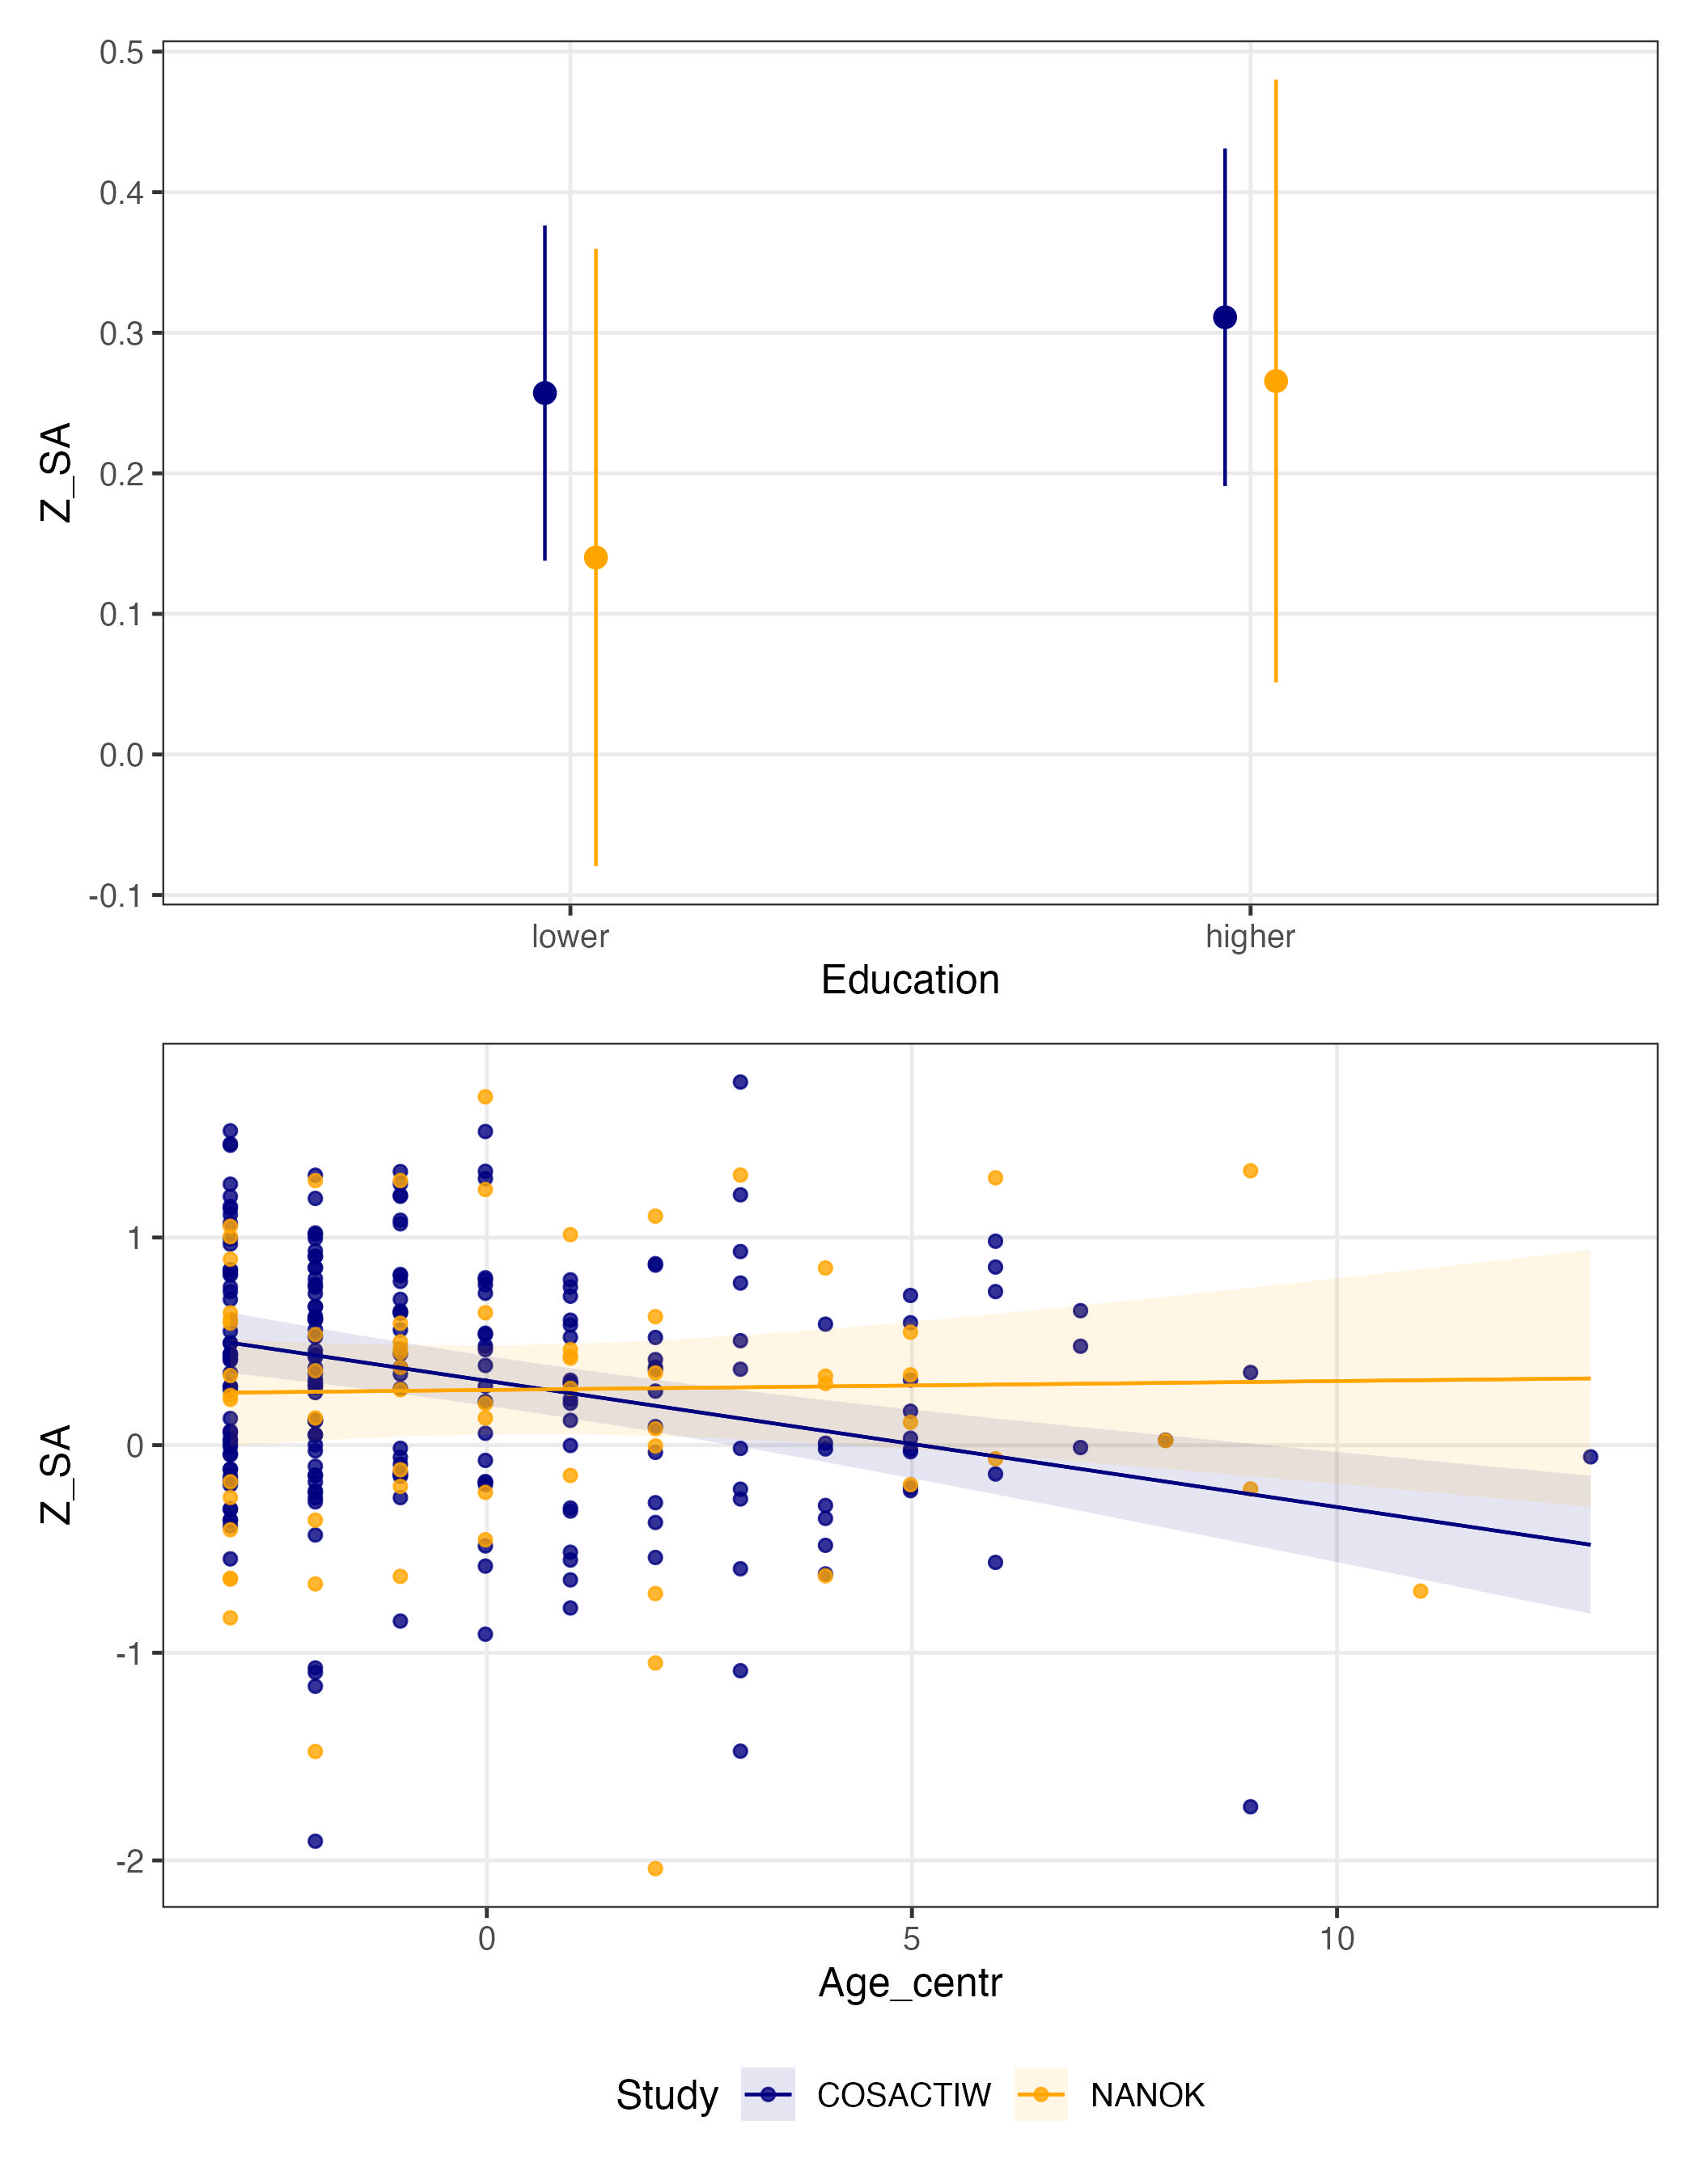 0.5
0.4
0.3
0.2
0.1
0.0
-0.1
Z_SA
lower higher
Education
1
0
-1
-2
Z_SA
0 5 10
Age_centr
Study COSACTIW NANOK